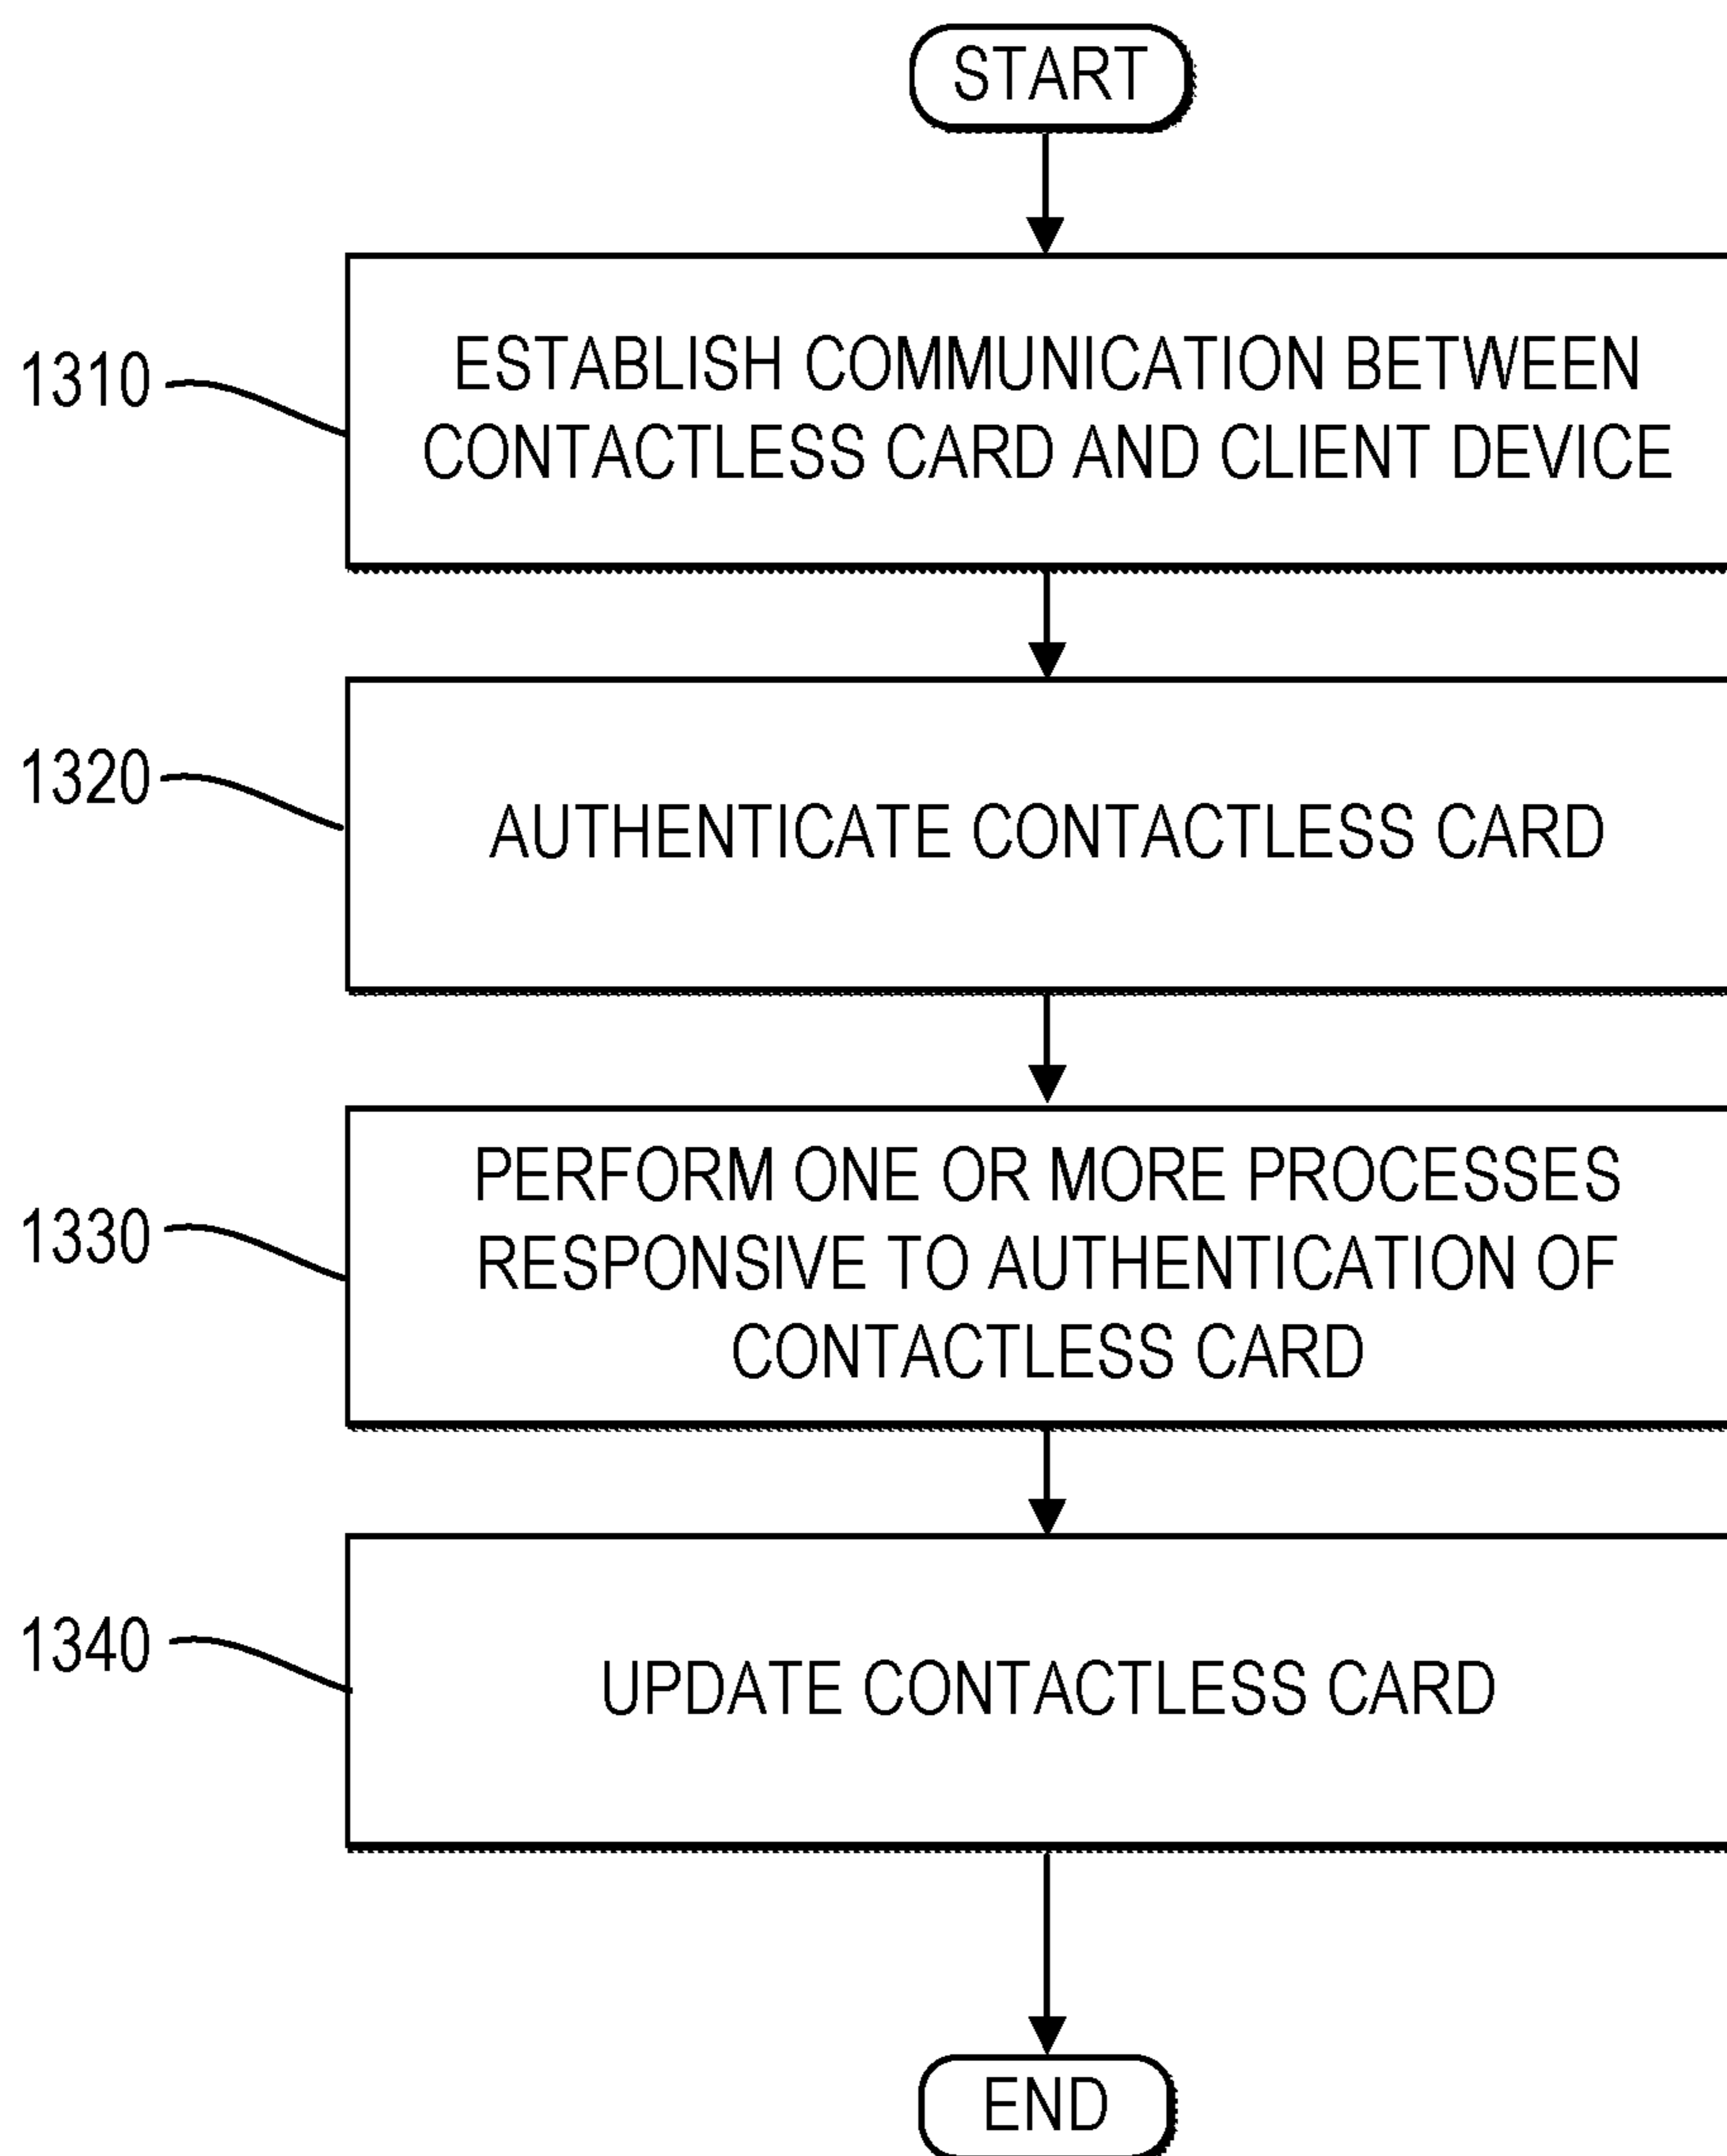 START
1310
ESTABLISH COMMUNICATION BETWEEN
CONTACTLESS CARD AND CLIENT DEVICE
1320
AUTHENTICATE CONTACTLESS CARD
1330
PERFORM ONE OR MORE PROCESSES
RESPONSIVE TO AUTHENTICATION OF
CONTACTLESS CARD
1340
UPDATE CONTACTLESS CARD
END